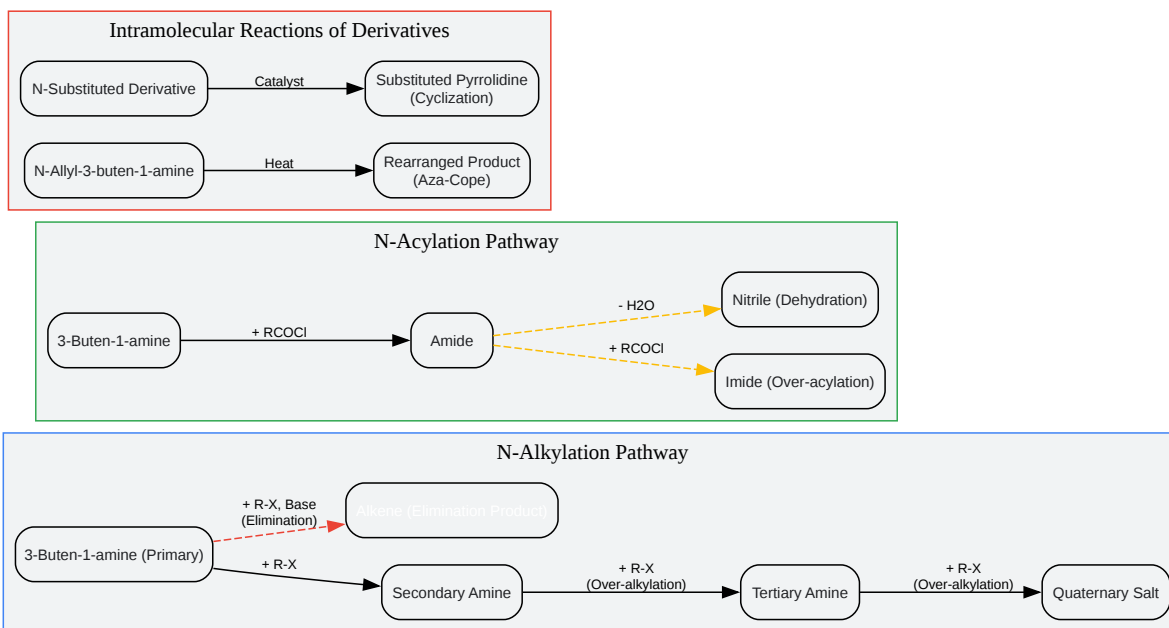 Intramolecular Reactions of Derivatives
N-Substituted Derivative
Catalyst
Substituted Pyrrolidine
(Cyclization)
N-Allyl-3-buten-1-amine
Heat
Rearranged Product
(Aza-Cope)
N-Acylation Pathway
3-Buten-1-amine
+ RCOCl
Amide
- H2O
Nitrile (Dehydration)
+ RCOCl
Imide (Over-acylation)
N-Alkylation Pathway
3-Buten-1-amine (Primary)
+ R-X, Base
(Elimination)
Alkene (Elimination Product)
+ R-X
Secondary Amine
+ R-X
(Over-alkylation)
Tertiary Amine
+ R-X
(Over-alkylation)
Quaternary Salt